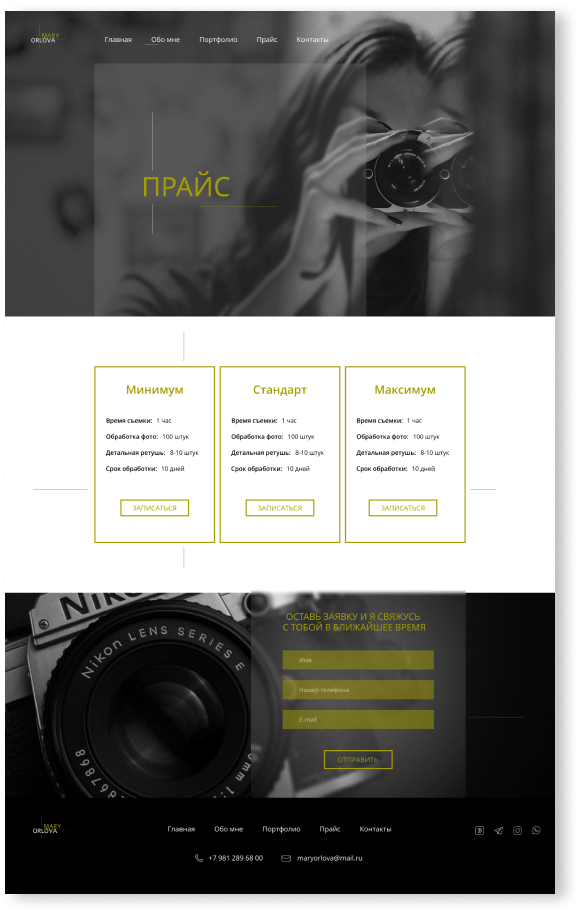 MARY
ORLOVA
Главная Обо мне Портфолио Прайс Контакты
ПРАЙС
Минимум
Время съемки: 1 час
Обработка фото: 100 штук
Детальная ретушь: 8-10 штук
Срок обработки: 10 дней
ЗАПИСАТЬСЯ
Стандарт
Время съемки: 1 час
Обработка фото: 100 штук
Детальная ретушь: 8-10 штук
Срок обработки: 10 дней
ЗАПИСАТЬСЯ
Максимум
Время съемки: 1 час
Обработка фото: 100 штук
Детальная ретушь: 8-10 штук
Срок обработки: 10 дней
ЗАПИСАТЬСЯ
Nikon
Nikon LENS SERIES E
867868
ОСТАВЬ ЗАЯВКУ И Я СВЯЖУСЬ
С ТОБОЙ В БЛИЖАЙШЕЕ ВРЕМЯ
Имя
Номер телефона
E-mail
ОТПРАВИТЬ
MARY
ORLOVA
Главная Обо мне Портфолио Прайс Контакты
+7 981 289 68 00 maryorlova@mail.ru